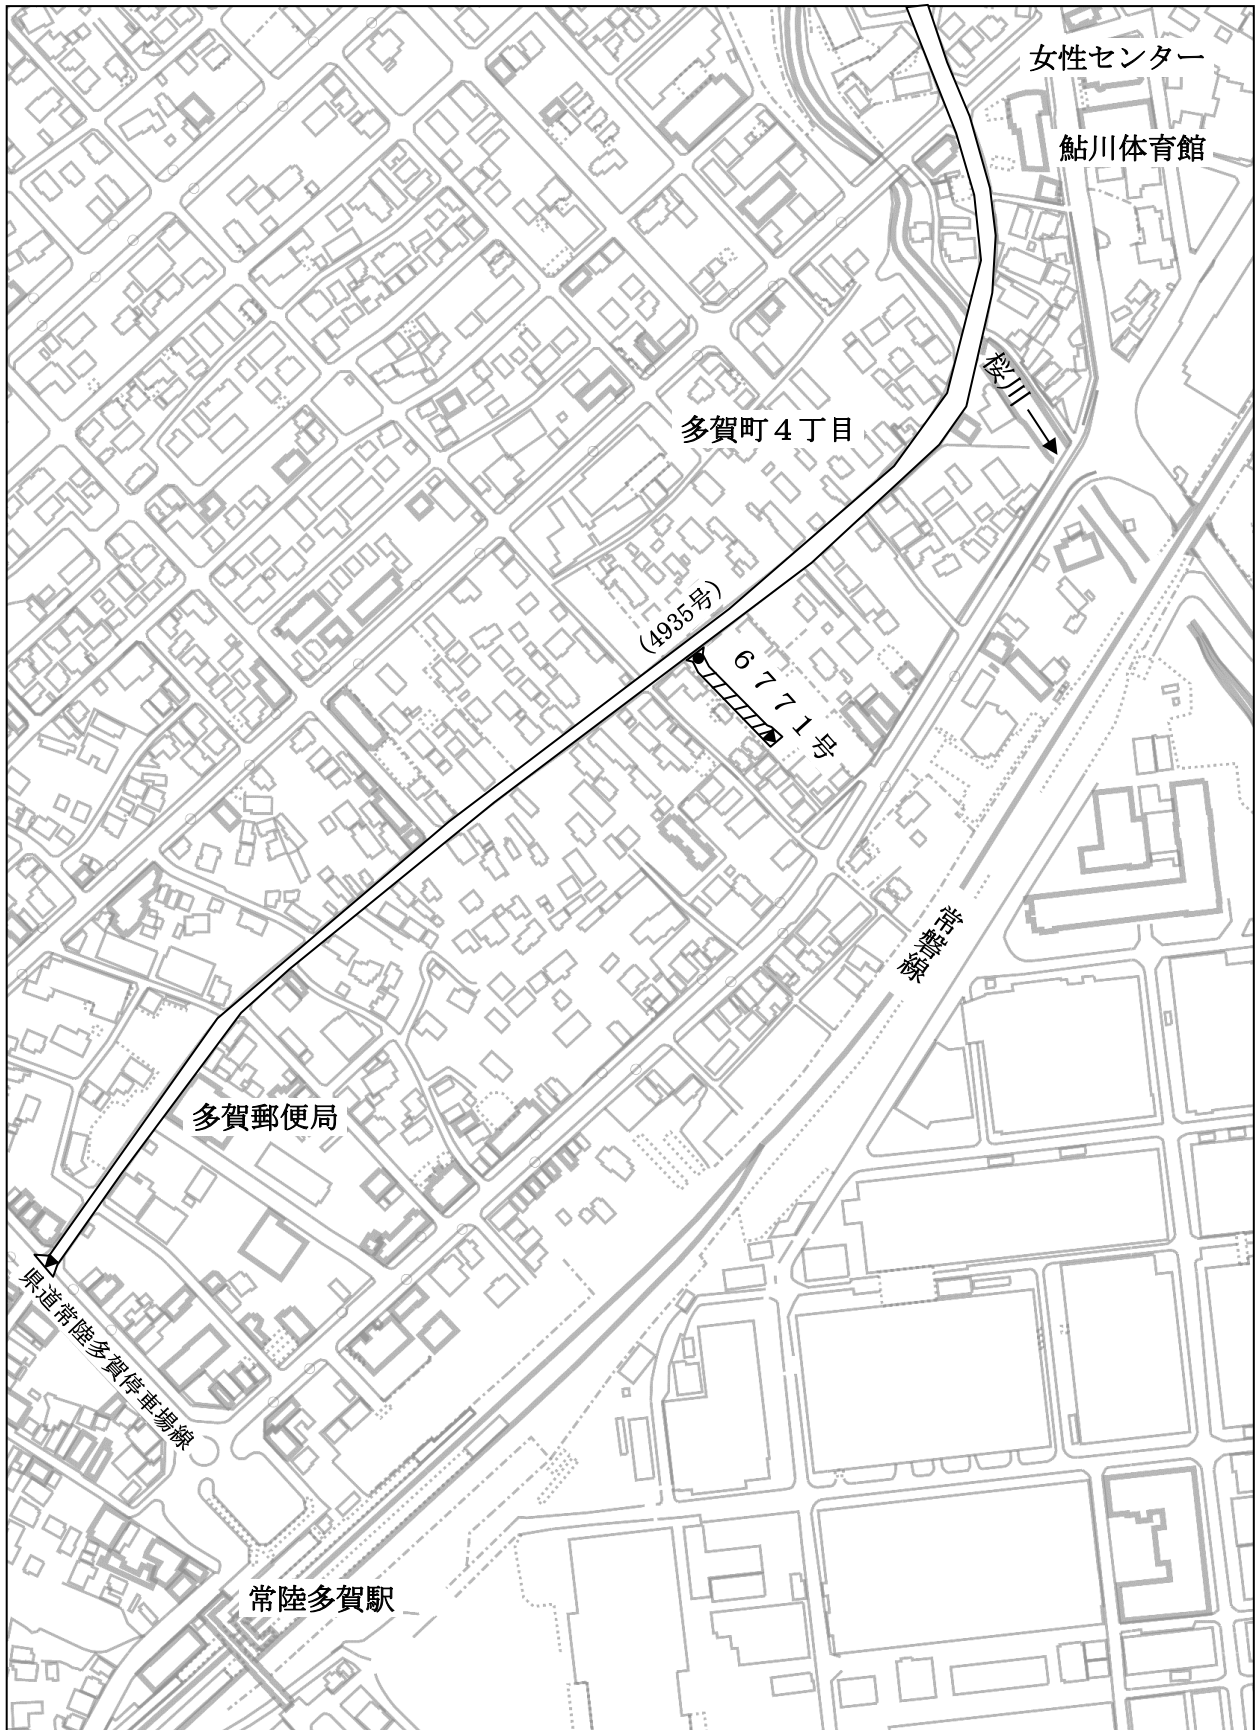 女性センター
鮎川体育館
桜川
多賀町４丁目
(4935号)
６７７１号
常磐線
多賀郵便局
県道常陸多賀停車場線
常陸多賀駅